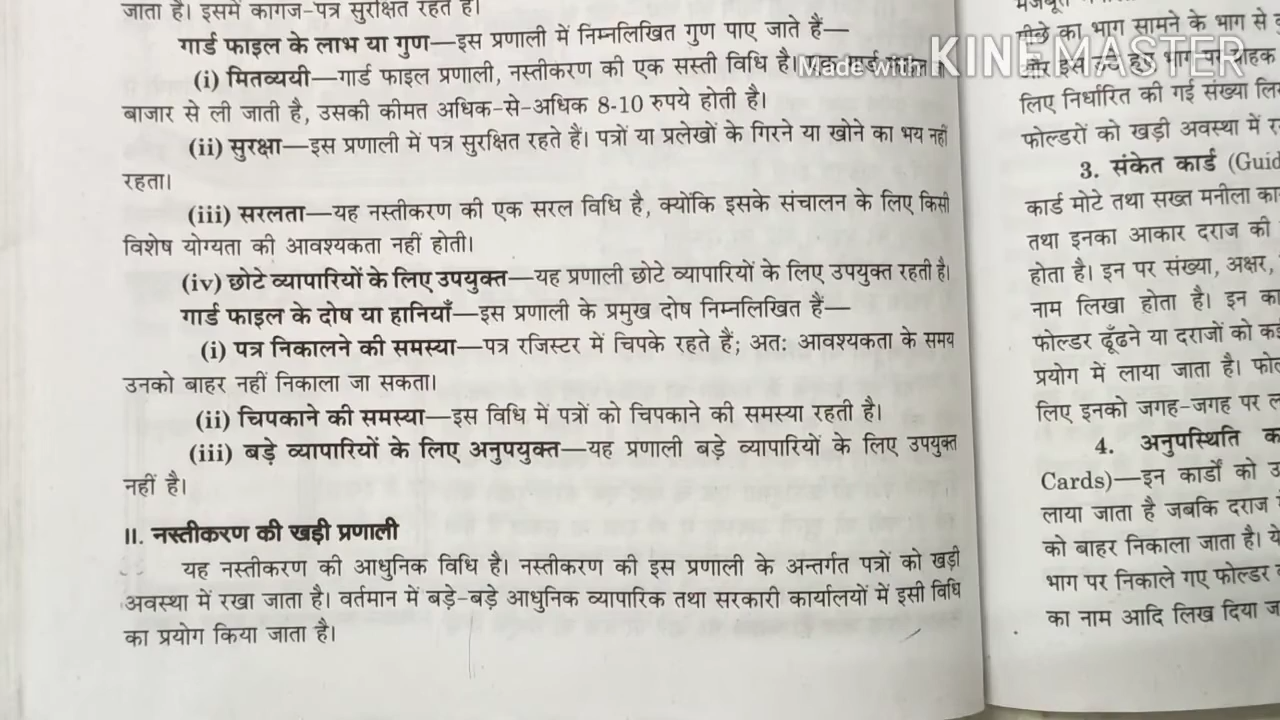 जाता है। इसमें कागज-पत्र सुरक्षित रहते हैं।
गार्ड फाइल के लाभ या गुण—इस प्रणाली में निम्नलिखित गुण पाए जाते हैं—
(i) मितव्ययी—गार्ड फाइल प्रणाली, नस्तीकरण की एक सस्ती विधि है।
बाजार से ली जाती है, उसकी कीमत अधिक-से-अधिक 8-10 रुपये होती है।
(ii) सुरक्षा—इस प्रणाली में पत्र सुरक्षित रहते हैं। पत्रों या प्रलेखों के गिरने या खोने का भय नहीं
रहता।
(iii) सरलता—यह नस्तीकरण की एक सरल विधि है, क्योंकि इसके संचालन के लिए किसी
विशेष योग्यता की आवश्यकता नहीं होती।
(iv) छोटे व्यापारियों के लिए उपयुक्त—यह प्रणाली छोटे व्यापारियों के लिए उपयुक्त रहती है।
गार्ड फाइल के दोष या हानियाँ—इस प्रणाली के प्रमुख दोष निम्नलिखित हैं—
(i) पत्र निकालने की समस्या—पत्र रजिस्टर में चिपके रहते हैं; अतः आवश्यकता के समय
उनको बाहर नहीं निकाला जा सकता।
(ii) चिपकाने की समस्या—इस विधि में पत्रों को चिपकाने की समस्या रहती है।
(iii) बड़े व्यापारियों के लिए अनुपयुक्त—यह प्रणाली बड़े व्यापारियों के लिए उपयुक्त
नहीं है।
II. नस्तीकरण की खड़ी प्रणाली
यह नस्तीकरण की आधुनिक विधि है। नस्तीकरण की इस प्रणाली के अन्तर्गत पत्रों को खड़ी
अवस्था में रखा जाता है। वर्तमान में बड़े-बड़े आधुनिक व्यापारिक तथा सरकारी कार्यालयों में इसी विधि
का प्रयोग किया जाता है।
पीछे का भाग सामने के भाग से
लिए निर्धारित की गई संख्या
फोल्डरों को खड़ी अवस्था में
3. संकेत कार्ड
कार्ड मोटे तथा सख्त मनीला
तथा इनका आकार दराज की
होता है। इन पर संख्या, अक्षर,
नाम लिखा होता है। इन
फोल्डर ढूँढने या दराजों को
प्रयोग में लाया जाता है।
लिए इनको जगह-जगह पर
4. अनुपस्थिति
Cards)—इन कार्डों को
लाया जाता है जबकि दराज
को बाहर निकाला जाता है।
भाग पर निकाले गए फोल्डर
का नाम आदि लिख दिया
Made with KINEMASTER